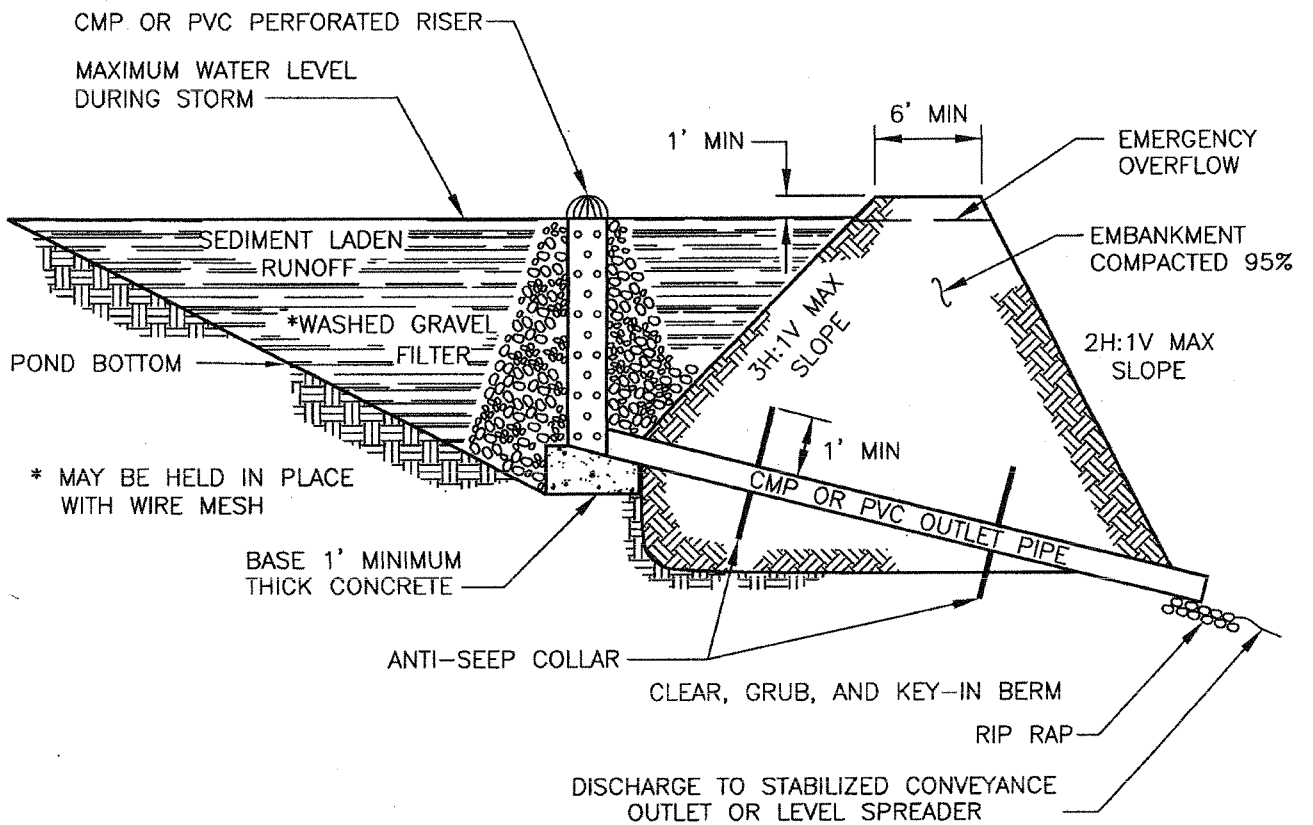 CMP OR PVC PERFORATED RISER
MAXIMUM WATER LEVEL
DURING STORM
6' MIN
1' MIN
EMERGENCY
OVERFLOW
SEDIMENT LADEN
RUNOFF
EMBANKMENT
COMPACTED 95%
*WASHED GRAVEL
FILTER
3H:1V MAX
SLOPE
2H:1V MAX
SLOPE
POND BOTTOM
* MAY BE HELD IN PLACE
WITH WIRE MESH
1' MIN
CMP OR PVC OUTLET PIPE
BASE 1' MINIMUM
THICK CONCRETE
ANTI-SEEP COLLAR
CLEAR, GRUB, AND KEY-IN BERM
RIP RAP
DISCHARGE TO STABILIZED CONVEYANCE
OUTLET OR LEVEL SPREADER